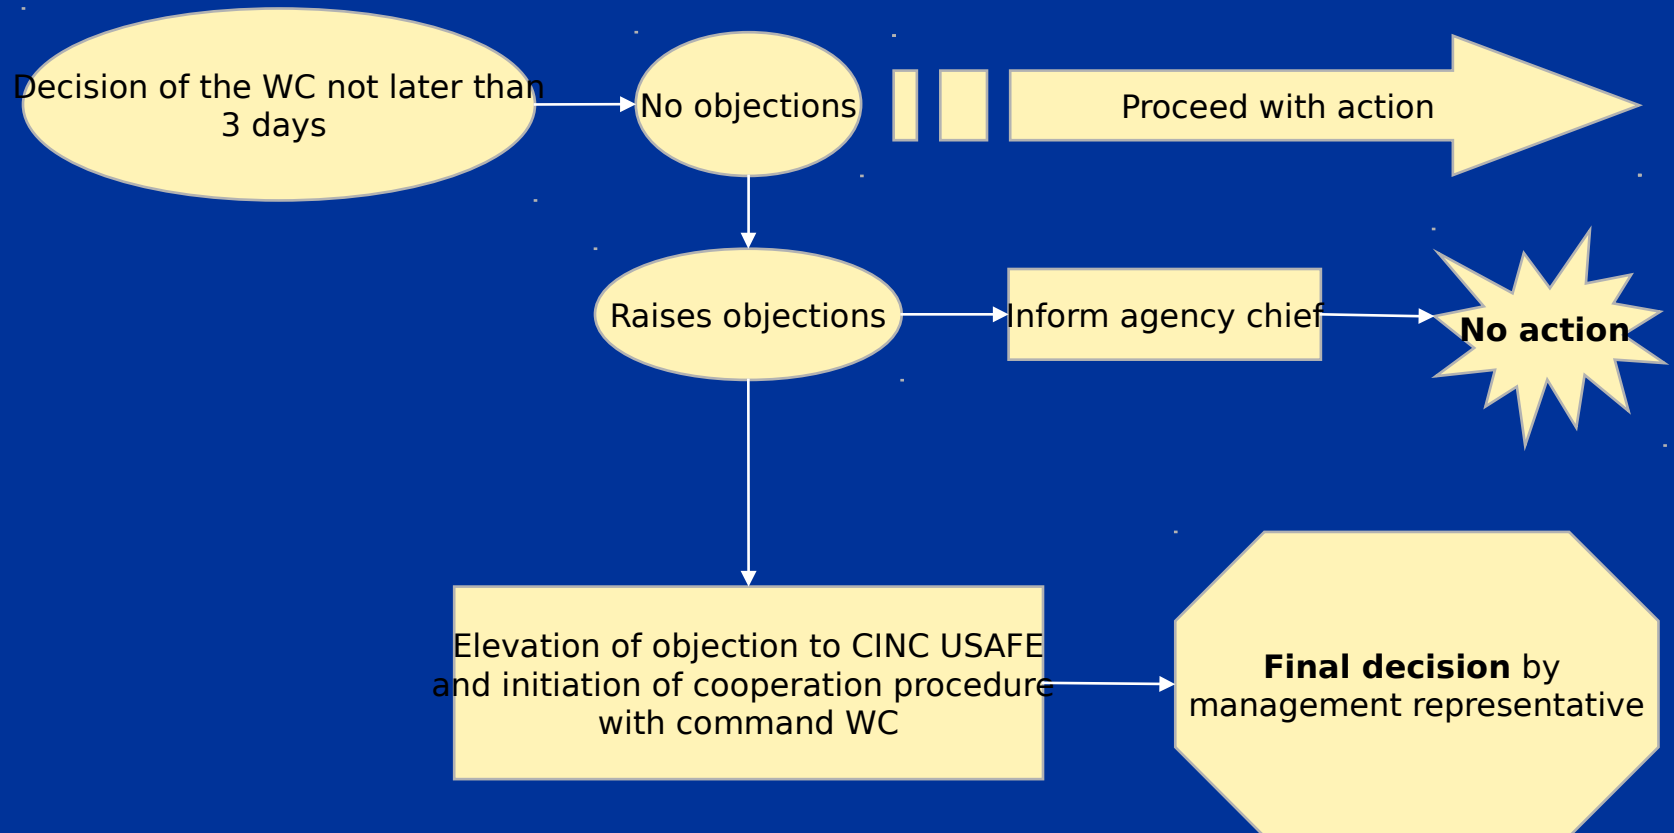 Decision of the WC not later than
3 days
No objections
Proceed with action
Raises objections
Inform agency chief
No action
Elevation of objection to CINC USAFE
and initiation of cooperation procedure
with command WC
Final decision by
management representative